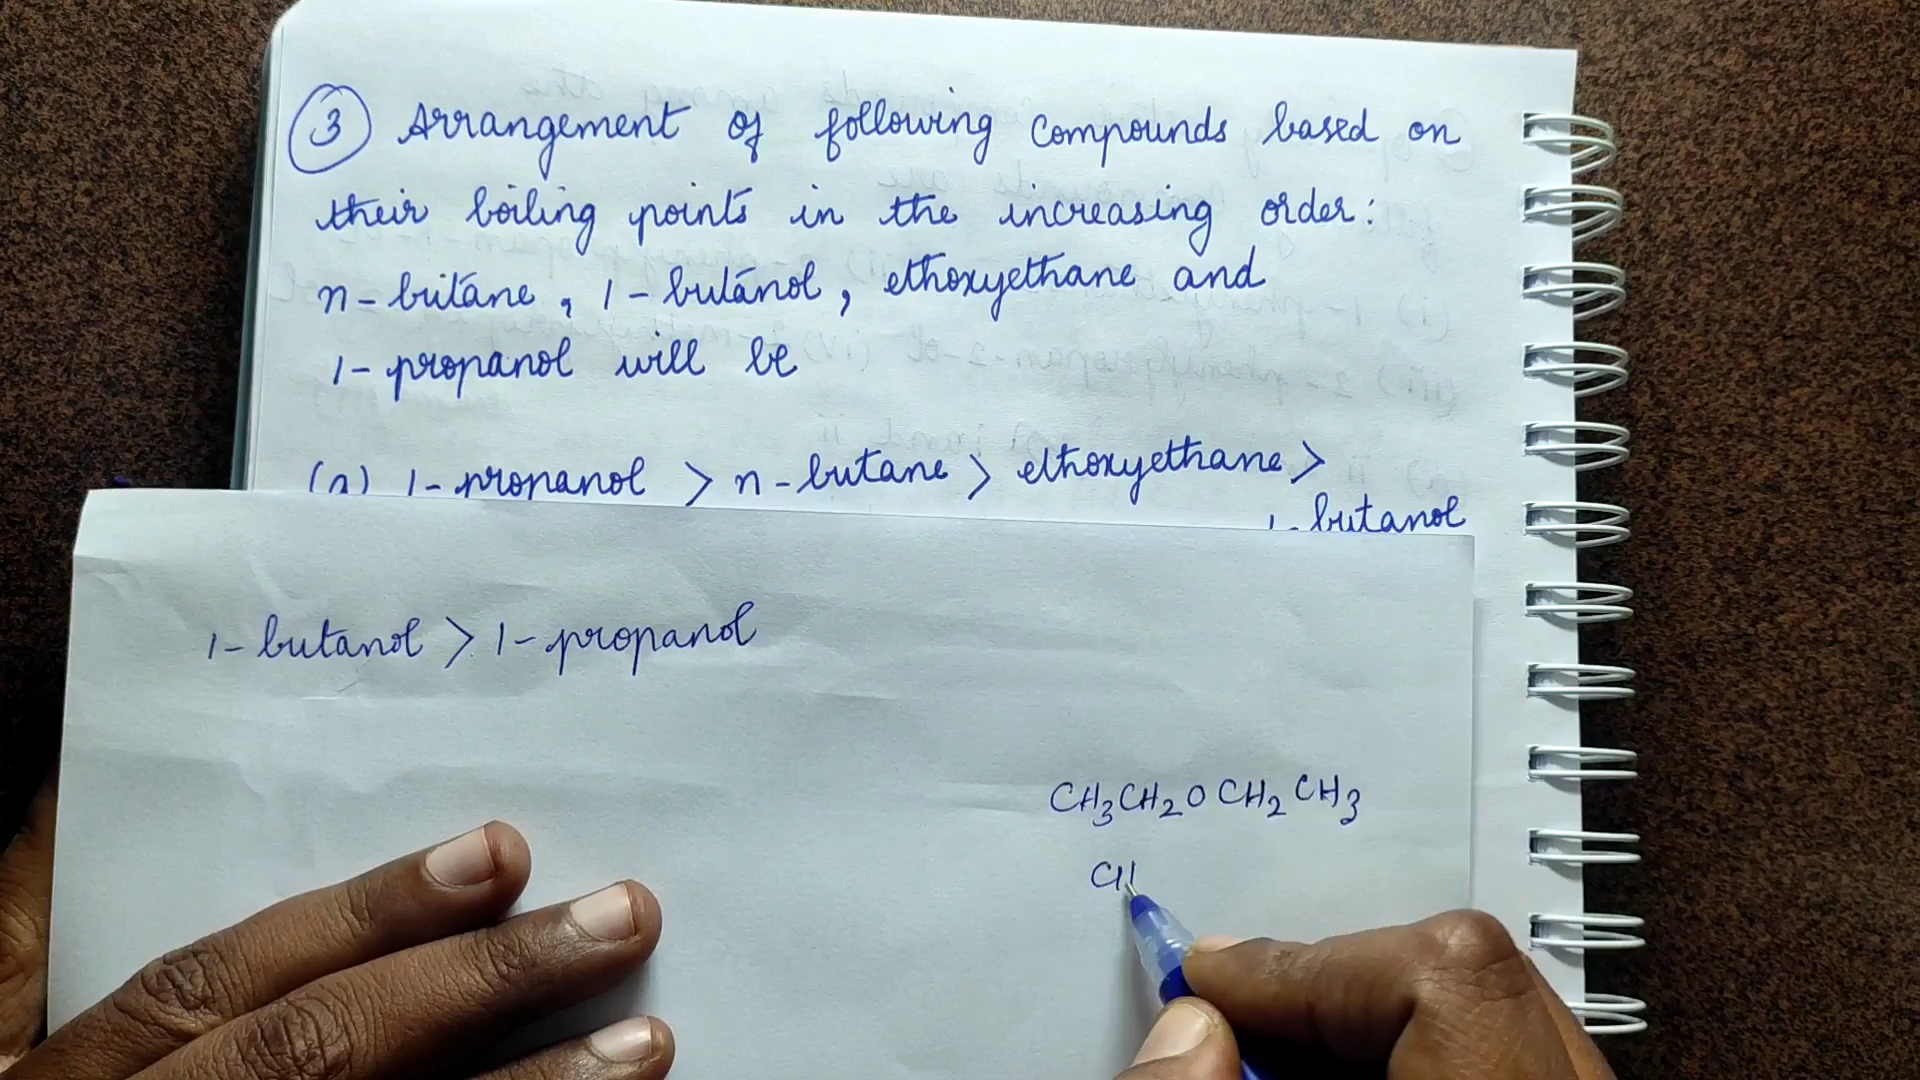 3 Arrangement of following compounds based on
their boiling points in the increasing order:
n-butane, 1-butanol, ethoxyethane and
1-propanol will be
(a) 1-propanol > n-butane > ethoxyethane >
1-butanol
1-butanol > 1-propanol
CH3CH2OCH2CH3
CH